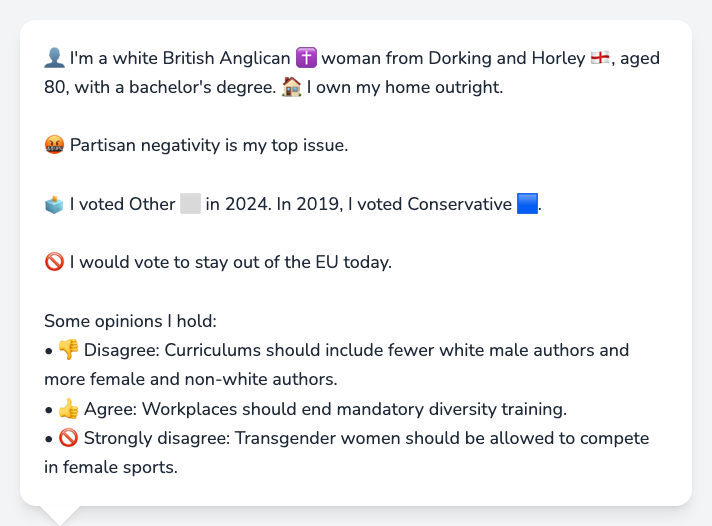 👤 I'm a white British Anglican ✝️ woman from Dorking and Horley 🏴󠁧󠁢󠁥󠁮󠁧󠁿, aged
80, with a bachelor's degree. 🏠 I own my home outright.
🤬 Partisan negativity is my top issue.
🗳️ I voted Other ⬜ in 2024. In 2019, I voted Conservative 🟦.
🚫 I would vote to stay out of the EU today.
Some opinions I hold:
• 👎 Disagree: Curriculums should include fewer white male authors and
more female and non-white authors.
• 👍 Agree: Workplaces should end mandatory diversity training.
• 🚫 Strongly disagree: Transgender women should be allowed to compete
in female sports.